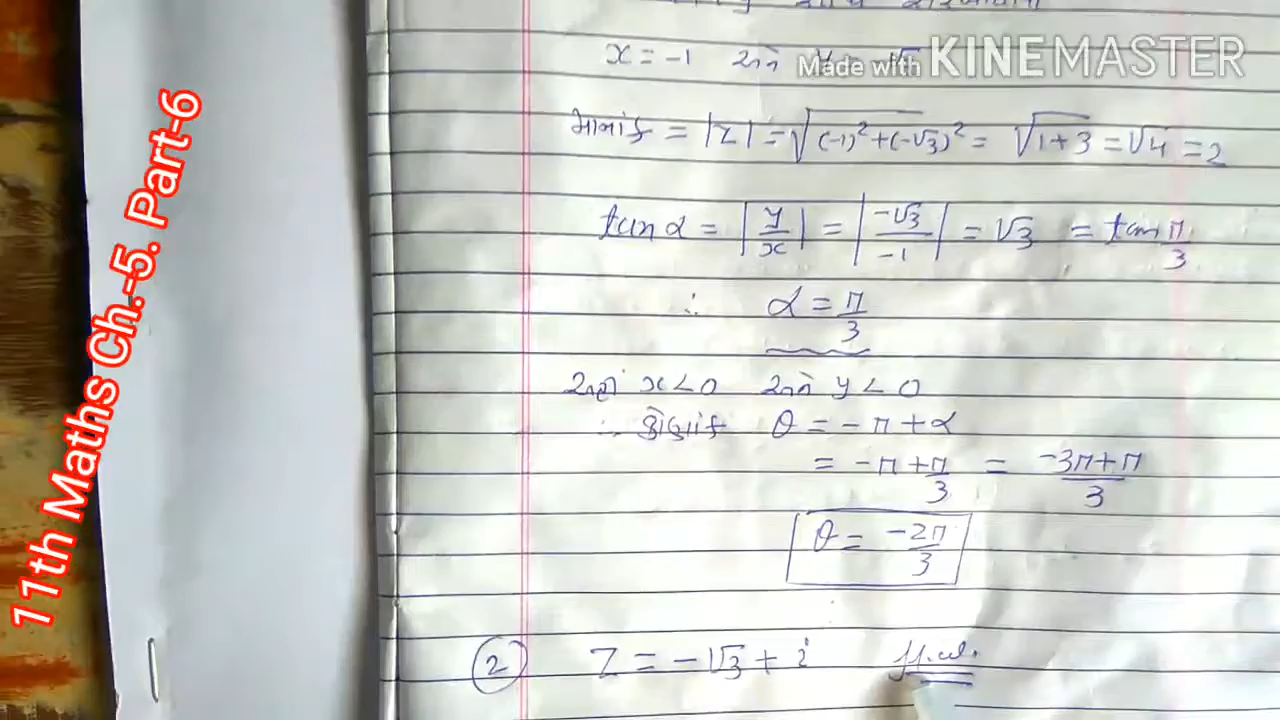 x = -1 અને y = -√3
Made with KINEMASTER
માનાંક = |Z| = √(-1)² + (-√3)² = √1+3 = √4 = 2
tan α = |y/x| = |-√3/-1| = √3 = tan π/3
∴ α = π/3
અહીં x < 0 અને y < 0
∴ કોણાંક θ = -π + α
= -π + π/3 = -3π+π/3
θ = -2π/3
(2) Z = -√3 + i
11th Maths Ch.-5. Part-6